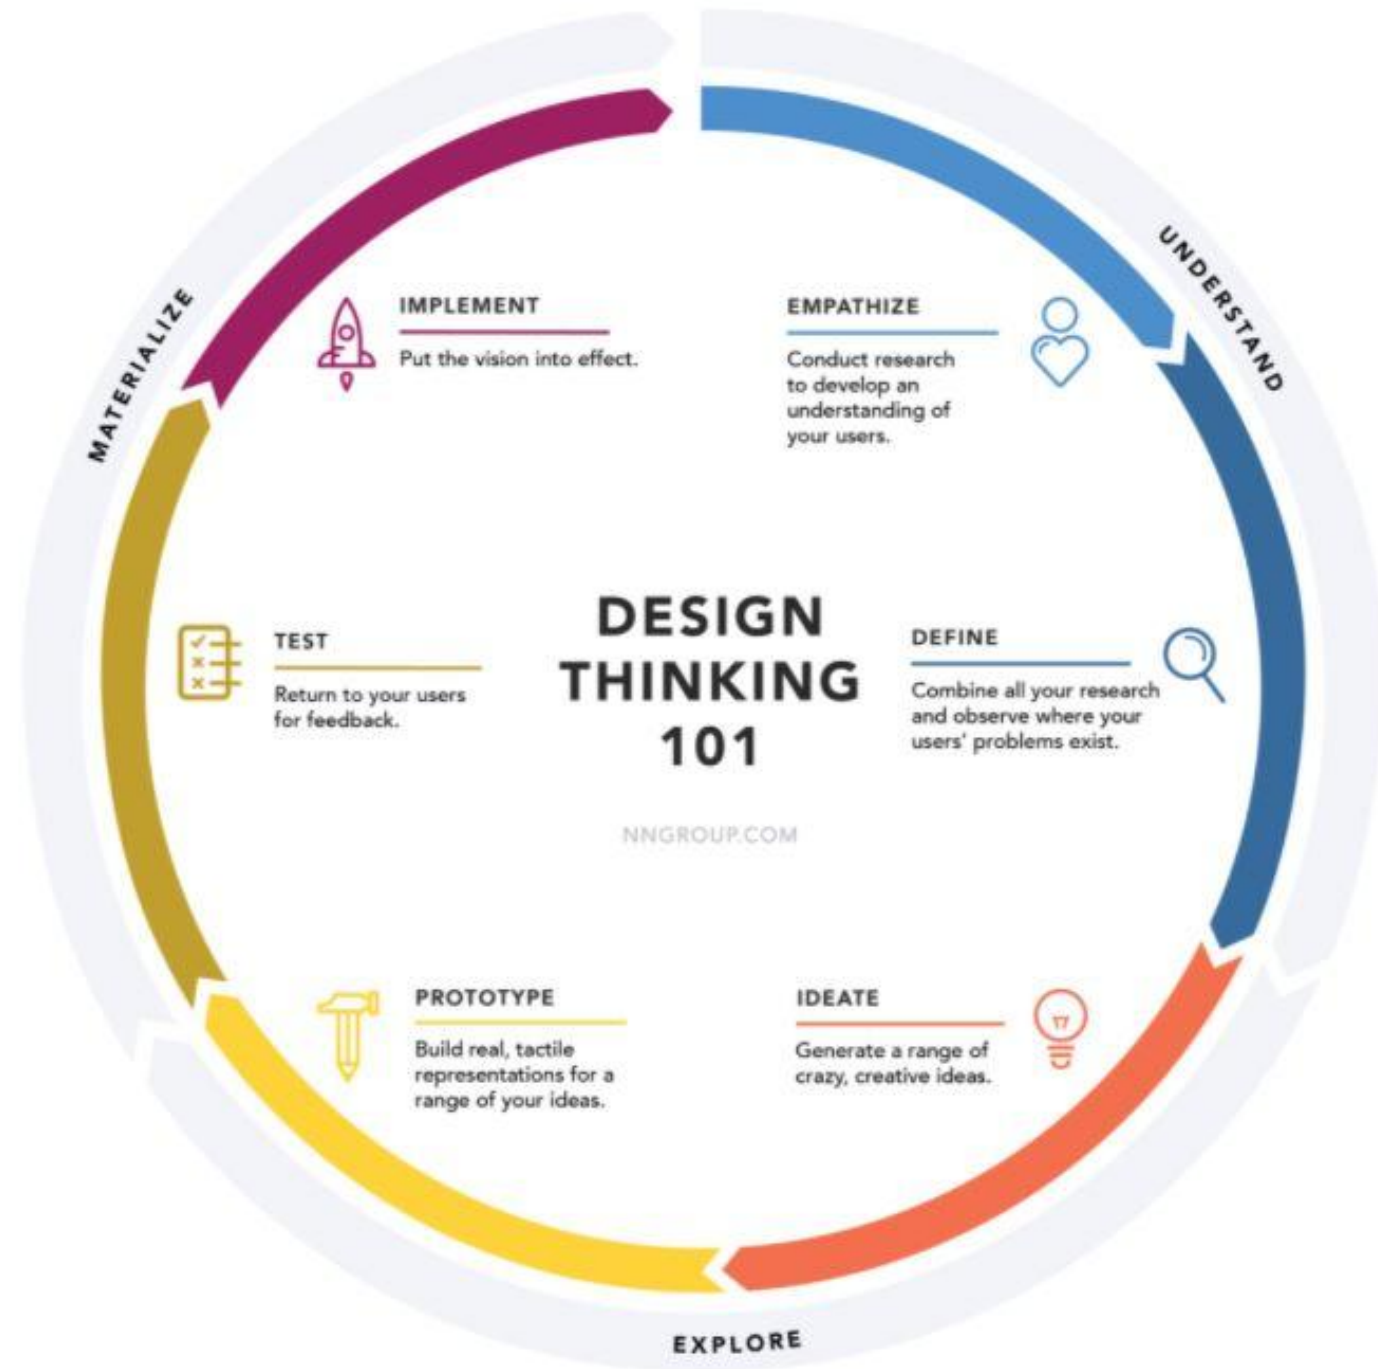 DESIGN
THINKING
101
NNGROUP.COM
UNDERSTAND
EMPATHIZE
Conduct research
to develop an
understanding of
your users.
DEFINE
Combine all your research
and observe where your
users' problems exist.
EXPLORE
IDEATE
Generate a range of
crazy, creative ideas.
PROTOTYPE
Build real, tactile
representations for a
range of your ideas.
MATERIALIZE
TEST
Return to your users
for feedback.
IMPLEMENT
Put the vision into effect.